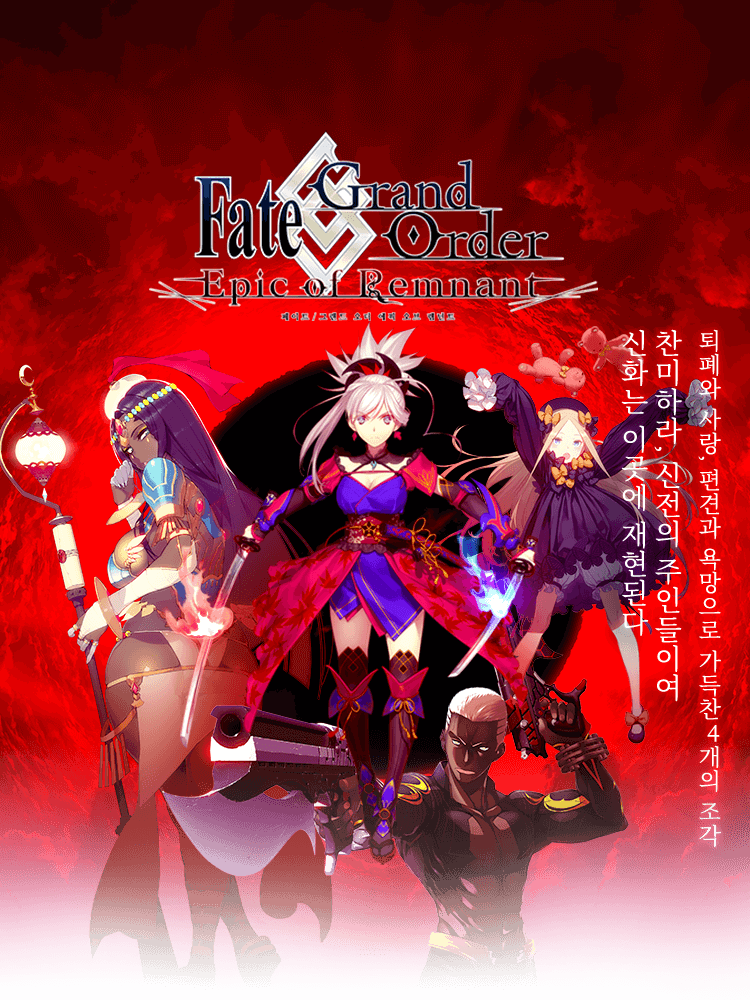 Fate
Grand
Order
Epic of Remnant
페이트/그랜드 오더 에픽 오브 렘넌트
퇴폐와 사랑, 편견과 욕망으로 가득찬 4개의 조각
찬미하라, 신전의 주인들이여
신화는 이곳에 재현된다